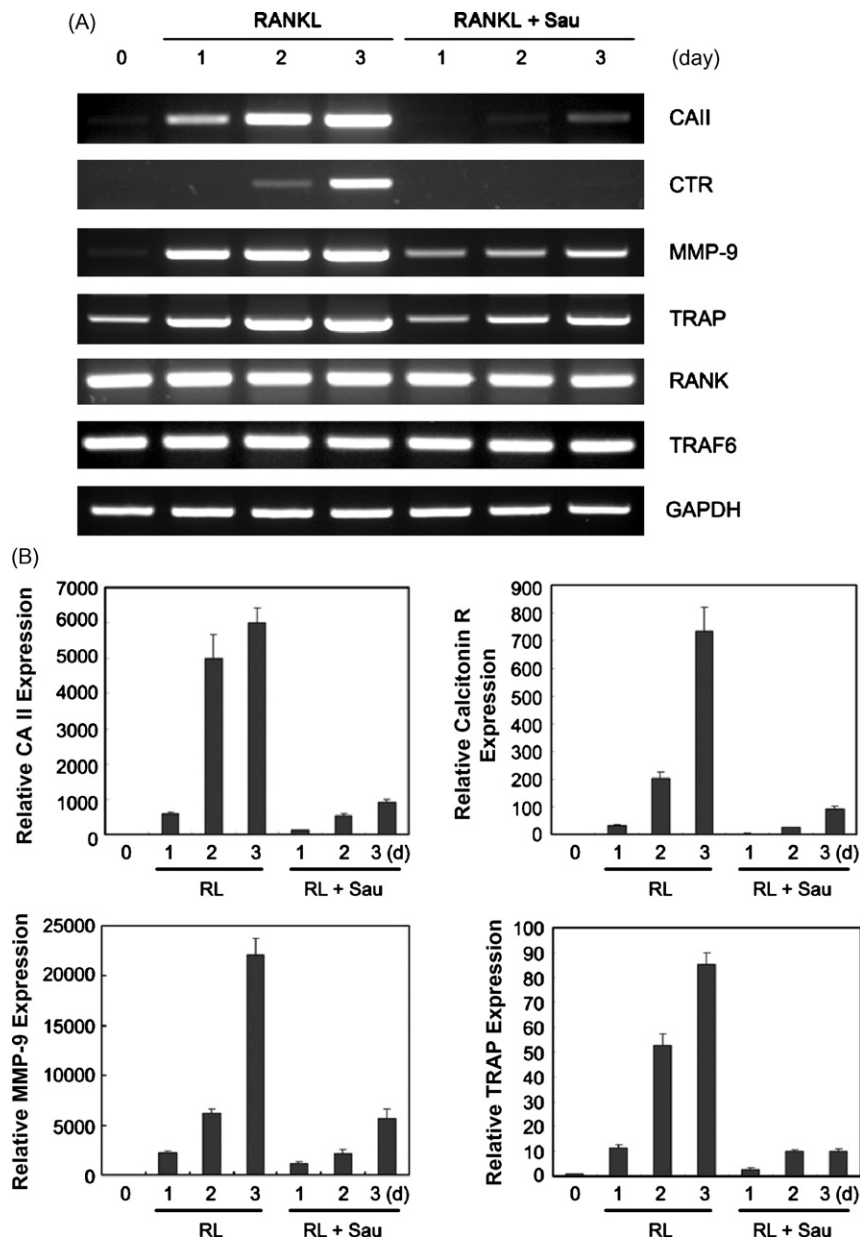 (A)
RANKL RANKL + Sau
0 1 2 3 1 2 3 (day)
CAII
CTR
MMP-9
TRAP
RANK
TRAF6
GAPDH
(B)
Relative CA II Expression
7000
6000
5000
4000
3000
2000
1000
0
0 1 2 3 1 2 3 (d)
RL RL + Sau
Relative Calcitonin R
Expression
900
800
700
600
500
400
300
200
100
0
0 1 2 3 1 2 3 (d)
RL RL + Sau
Relative MMP-9 Expression
25000
20000
15000
10000
5000
0
0 1 2 3 1 2 3 (d)
RL RL + Sau
Relative TRAP Expression
100
90
80
70
60
50
40
30
20
10
0
0 1 2 3 1 2 3 (d)
RL RL + Sau